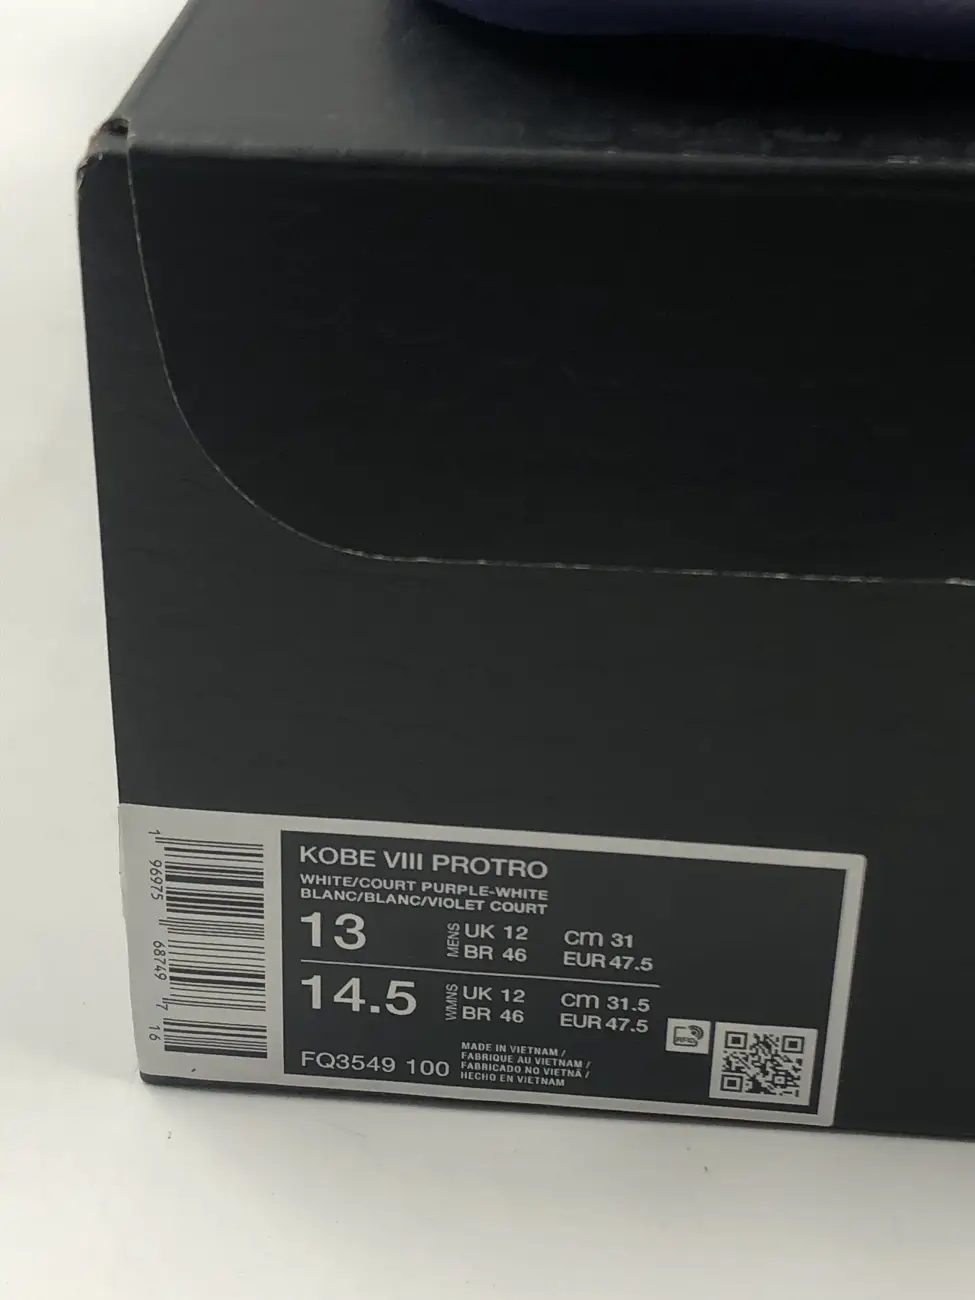 KOBE VIII PROTRO
WHITE/COURT PURPLE-WHITE
BLANC/BLANC/VIOLET COURT
13 MENS UK 12 cm 31
BR 46 EUR 47.5
14.5 WMNS UK 12 cm 31.5
BR 46 EUR 47.5
FQ3549 100
MADE IN VIETNAM /
FABRIQUE AU VIETNAM /
FABRICADO NO VIETNÃ /
HECHO EN VIETNAM
RFID
1 96975 68749 7 16